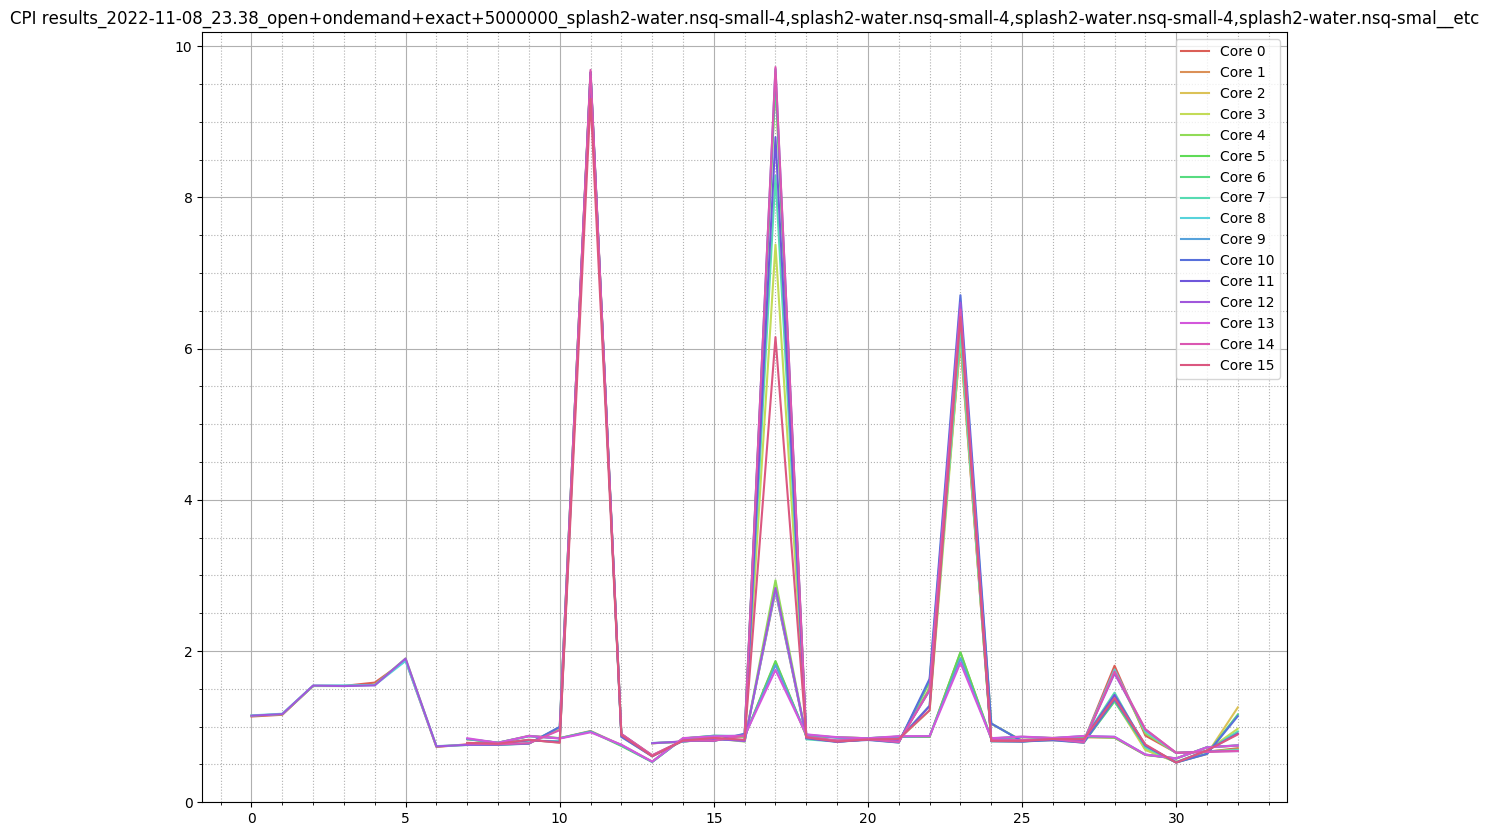 CPI results_2022-11-08_23.38_open+ondemand+exact+5000000_splash2-water.nsq-small-4,splash2-water.nsq-small-4,splash2-water.nsq-small-4,splash2-water.nsq-smal__etc
10
8
6
4
2
0
0 5 10 15 20 25 30
Core 0
Core 1
Core 2
Core 3
Core 4
Core 5
Core 6
Core 7
Core 8
Core 9
Core 10
Core 11
Core 12
Core 13
Core 14
Core 15